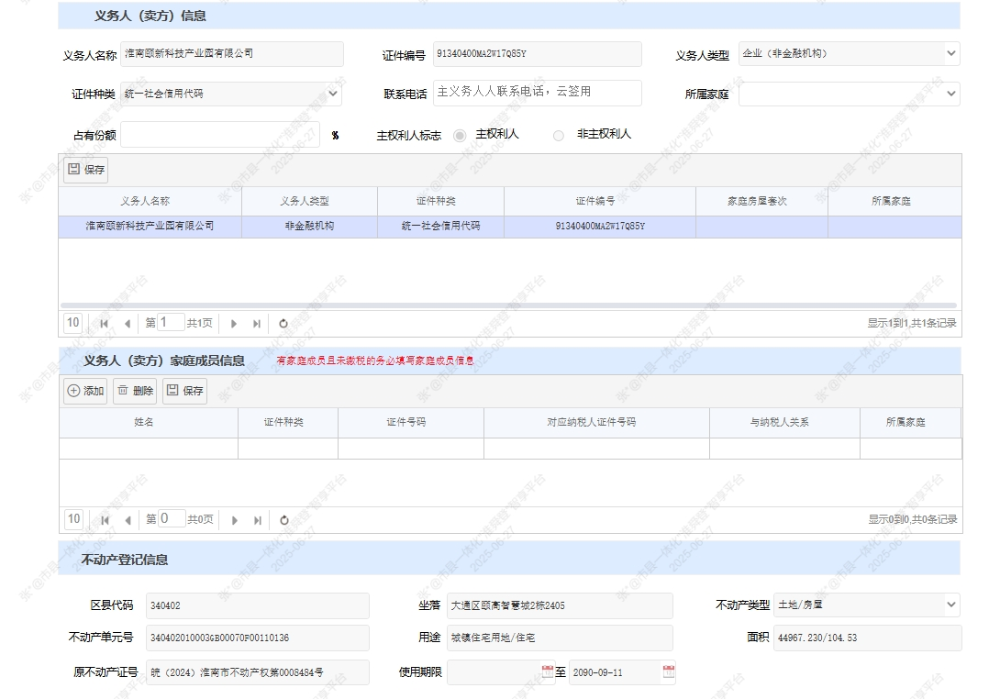 义务人（卖方）信息
义务人名称 淮南颐新科技产业园有限公司 证件编号 91340400MA2W17Q85Y 义务人类型 企业（非金融机构）
证件种类 统一社会信用代码 联系电话 主义务人人联系电话，云签用 所属家庭
占有份额 % 主权利人标志 主权利人 非主权利人
保存
义务人名称 义务人类型 证件种类 证件编号 家庭房屋套次 所属家庭
淮南颐新科技产业园有限公司 非金融机构 统一社会信用代码 91340400MA2W17Q85Y
10 第 1 共1页 显示1到1,共1条记录
义务人（卖方）家庭成员信息 有家庭成员且未缴税的务必填写家庭成员信息
添加 删除 保存
姓名 证件种类 证件号码 对应纳税人证件号码 与纳税人关系 所属家庭
10 第 0 共0页 显示0到0,共0条记录
不动产登记信息
区县代码 340402 坐落 大通区颐高智慧城2栋2405 不动产类型 土地/房屋
不动产单元号 340402010003GB00070F00110136 用途 城镇住宅用地/住宅 面积 44967.230/104.53
原不动产证号 皖（2024）淮南市不动产权第0008484号 使用期限 至 2090-09-11
张*@市县一体化"淮舜登"智享平台
2025-06-27